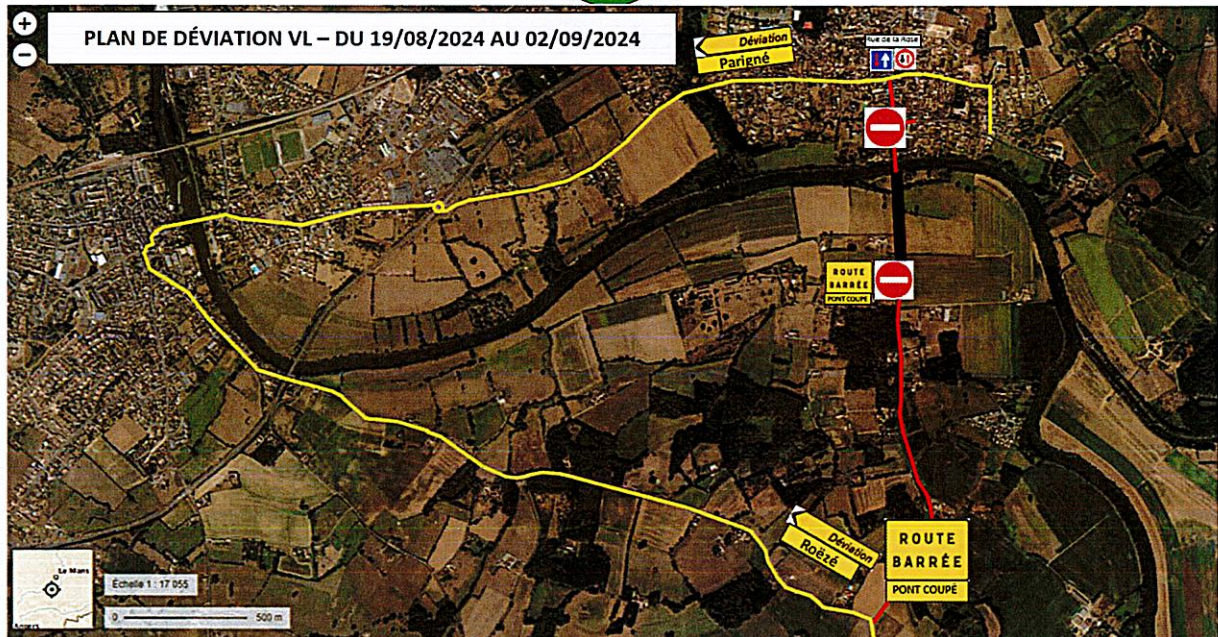 +
−
PLAN DE DÉVIATION VL – DU 19/08/2024 AU 02/09/2024
Déviation
Parigné
Rue de la Rose
ROUTE
BARRÉE
PONT COUPÉ
Déviation
Roëzé
ROUTE
BARRÉE
PONT COUPÉ
Le Mans
Angers
Échelle 1 : 17 055
0 500 m